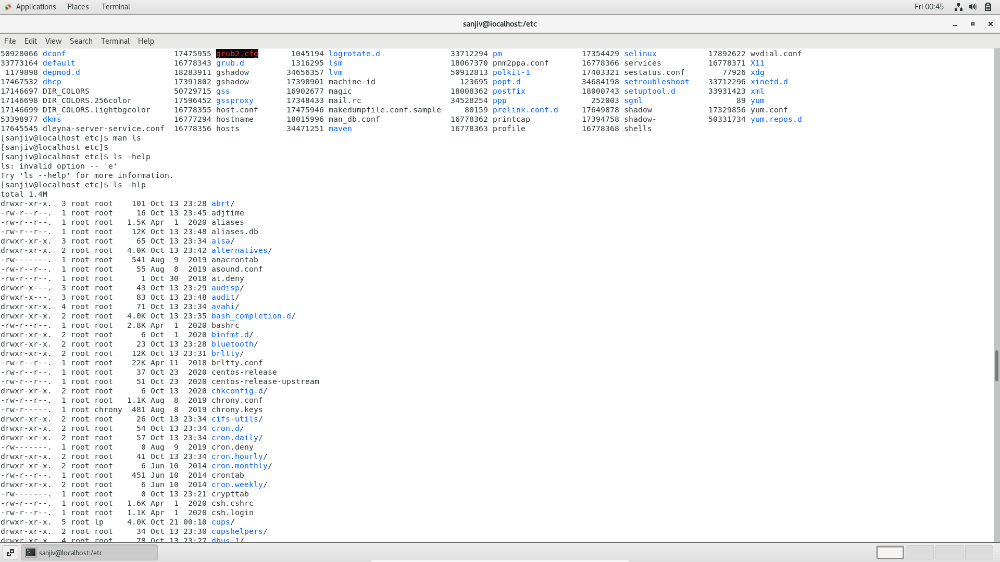 Applications Places Terminal Fri 00:45
sanjiv@localhost:/etc
File Edit View Search Terminal Help
50928066 dconf 17475955 grub2.cfg 1045194 logrotate.d 33712294 pm 17354429 selinux 17892622 wvdial.conf
33773164 default 16778343 grub.d 1316295 lsm 18067370 pnm2ppa.conf 16778366 services 16778371 X11
1179898 depmod.d 18283911 gshadow 34656357 lvm 50912813 polkit-1 17403321 sestatus.conf 77926 xdg
17467532 dhcp 17391802 gshadow- 17398901 machine-id 123695 popt.d 34684198 setroubleshoot 33712296 xinetd.d
17146697 DIR_COLORS 50729715 gss 16902677 magic 18008362 postfix 18000743 setuptool.d 33931423 xml
17146698 DIR_COLORS.256color 17596452 gssproxy 17348433 mail.rc 34528254 ppp 252003 sgml 89 yum
17146699 DIR_COLORS.lightbgcolor 16778355 host.conf 17475946 makedumpfile.conf.sample 80159 prelink.conf.d 17649878 shadow 17329856 yum.conf
53398977 dkms 16777294 hostname 18015996 man_db.conf 16778362 printcap 17394758 shadow- 50331734 yum.repos.d
17645545 dleyna-server-service.conf 16778356 hosts 34471251 maven 16778363 profile 16778368 shells
[sanjiv@localhost etc]$ man ls
[sanjiv@localhost etc]$
[sanjiv@localhost etc]$ ls -help
ls: invalid option -- 'e'
Try 'ls --help' for more information.
[sanjiv@localhost etc]$ ls -hlp
total 1.4M
drwxr-xr-x. 3 root root 101 Oct 13 23:28 abrt/
-rw-r--r--. 1 root root 16 Oct 13 23:45 adjtime
-rw-r--r--. 1 root root 1.5K Apr 1 2020 aliases
-rw-r--r--. 1 root root 12K Oct 13 23:48 aliases.db
drwxr-xr-x. 3 root root 65 Oct 13 23:34 alsa/
drwxr-xr-x. 2 root root 4.0K Oct 13 23:42 alternatives/
-rw-------. 1 root root 541 Aug 9 2019 anacrontab
-rw-r--r--. 1 root root 55 Aug 8 2019 asound.conf
-rw-r--r--. 1 root root 1 Oct 30 2018 at.deny
drwxr-x---. 3 root root 43 Oct 13 23:29 audisp/
drwxr-x---. 3 root root 83 Oct 13 23:48 audit/
drwxr-xr-x. 4 root root 71 Oct 13 23:34 avahi/
drwxr-xr-x. 2 root root 4.0K Oct 13 23:35 bash_completion.d/
-rw-r--r--. 1 root root 2.8K Apr 1 2020 bashrc
drwxr-xr-x. 2 root root 6 Oct 1 2020 binfmt.d/
drwxr-xr-x. 2 root root 23 Oct 13 23:28 bluetooth/
drwxr-xr-x. 2 root root 12K Oct 13 23:31 brltty/
-rw-r--r--. 1 root root 22K Apr 11 2018 brltty.conf
-rw-r--r--. 1 root root 37 Oct 23 2020 centos-release
-rw-r--r--. 1 root root 51 Oct 23 2020 centos-release-upstream
drwxr-xr-x. 2 root root 6 Oct 13 2020 chkconfig.d/
-rw-r--r--. 1 root root 1.1K Aug 8 2019 chrony.conf
-rw-r-----. 1 root chrony 481 Aug 8 2019 chrony.keys
drwxr-xr-x. 2 root root 26 Oct 13 23:34 cifs-utils/
drwxr-xr-x. 2 root root 54 Oct 13 23:34 cron.d/
drwxr-xr-x. 2 root root 57 Oct 13 23:34 cron.daily/
-rw-------. 1 root root 0 Aug 9 2019 cron.deny
drwxr-xr-x. 2 root root 41 Oct 13 23:34 cron.hourly/
drwxr-xr-x. 2 root root 6 Jun 10 2014 cron.monthly/
-rw-r--r--. 1 root root 451 Jun 10 2014 crontab
drwxr-xr-x. 2 root root 6 Jun 10 2014 cron.weekly/
-rw-------. 1 root root 0 Oct 13 23:21 crypttab
-rw-r--r--. 1 root root 1.6K Apr 1 2020 csh.cshrc
-rw-r--r--. 1 root root 1.1K Apr 1 2020 csh.login
drwxr-xr-x. 5 root lp 4.0K Oct 21 00:10 cups/
drwxr-xr-x. 2 root root 34 Oct 13 23:30 cupshelpers/
drwxr-xr-x. 4 root root 78 Oct 13 23:27 dbus-1/
sanjiv@localhost:/etc